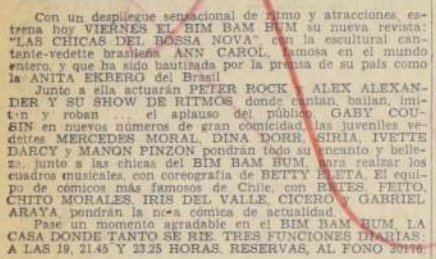 Con un despliegue sensacional de ritmo y atracciones, es-
trena hoy VIERNES EL BIM BAM BUM su nueva revista:
"LAS CHICAS DEL BOSSA NOVA" con la escultural can-
tante-vedette brasileña ANN CAROL, famosa en el mundo
entero, y que ha sido bautizada por la prensa de su país como
la ANITA EKBERG del Brasil
Junto a ella actuarán PETER ROCK y ALEX ALEXAN-
DER Y SU SHOW DE RITMOS, donde cantan, bailan, imi-
tan y roban ... el aplauso del público. GABY COU-
SIN en nuevos números de gran comicidad, las juveniles ve-
dettes MERCEDES MORAL, DINA DORR, SIRIA, IVETTE
DARCY y MANON PINZON pondrán todo su encanto y belle-
za, junto a las chicas del BIM BAM BUM, para realzar los
cuadros musicales, con coreografía de BETTY. El equi-
po de cómicos más famosos de Chile, con FEITO,
CHITO MORALES, IRIS DEL VALLE, CICERO y GABRIEL
ARAYA, pondrán la nota cómica de actualidad.
Pase un momento agradable en el BIM BAM BUM, LA
CASA DONDE TANTO SE RIE. TRES FUNCIONES DIARIAS:
A LAS 19, 21.45 Y 23.25 HORAS. RESERVAS, AL FONO 30176.